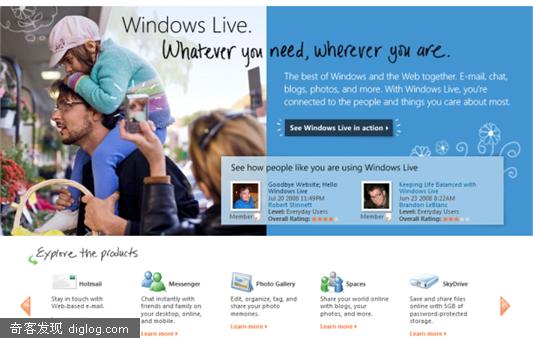 Windows Live.
Whatever you need, wherever you are.
The best of Windows and the Web together. E-mail, chat,
blogs, photos, and more. With Windows Live, you're
connected to the people and things you care about most.
See Windows Live in action ▸
See how people like you are using Windows Live
Goodbye Website; Hello
Windows Live
Jul 20 2008 11:49PM
Robert Stinnett
Level: Everyday Users
Overall Rating:
Member
Keeping Life Balanced with
Windows Live
Jun 23 2008 8:22AM
Brandon LeBlanc
Level: Everyday Users
Overall Rating:
Member
Explore the products
Hotmail
Stay in touch with
Web-based e-mail.
Messenger
Chat instantly with
friends and family on
your desktop, online,
and mobile.
Learn more
Photo Gallery
Edit, organize, tag, and
share your photo
memories.
Learn more
Spaces
Share your world online
with blogs, your
photos, and more.
Learn more
SkyDrive
Save and share files
online with 5GB of
password-protected
storage.
Learn more
奇客发现 diglog.com